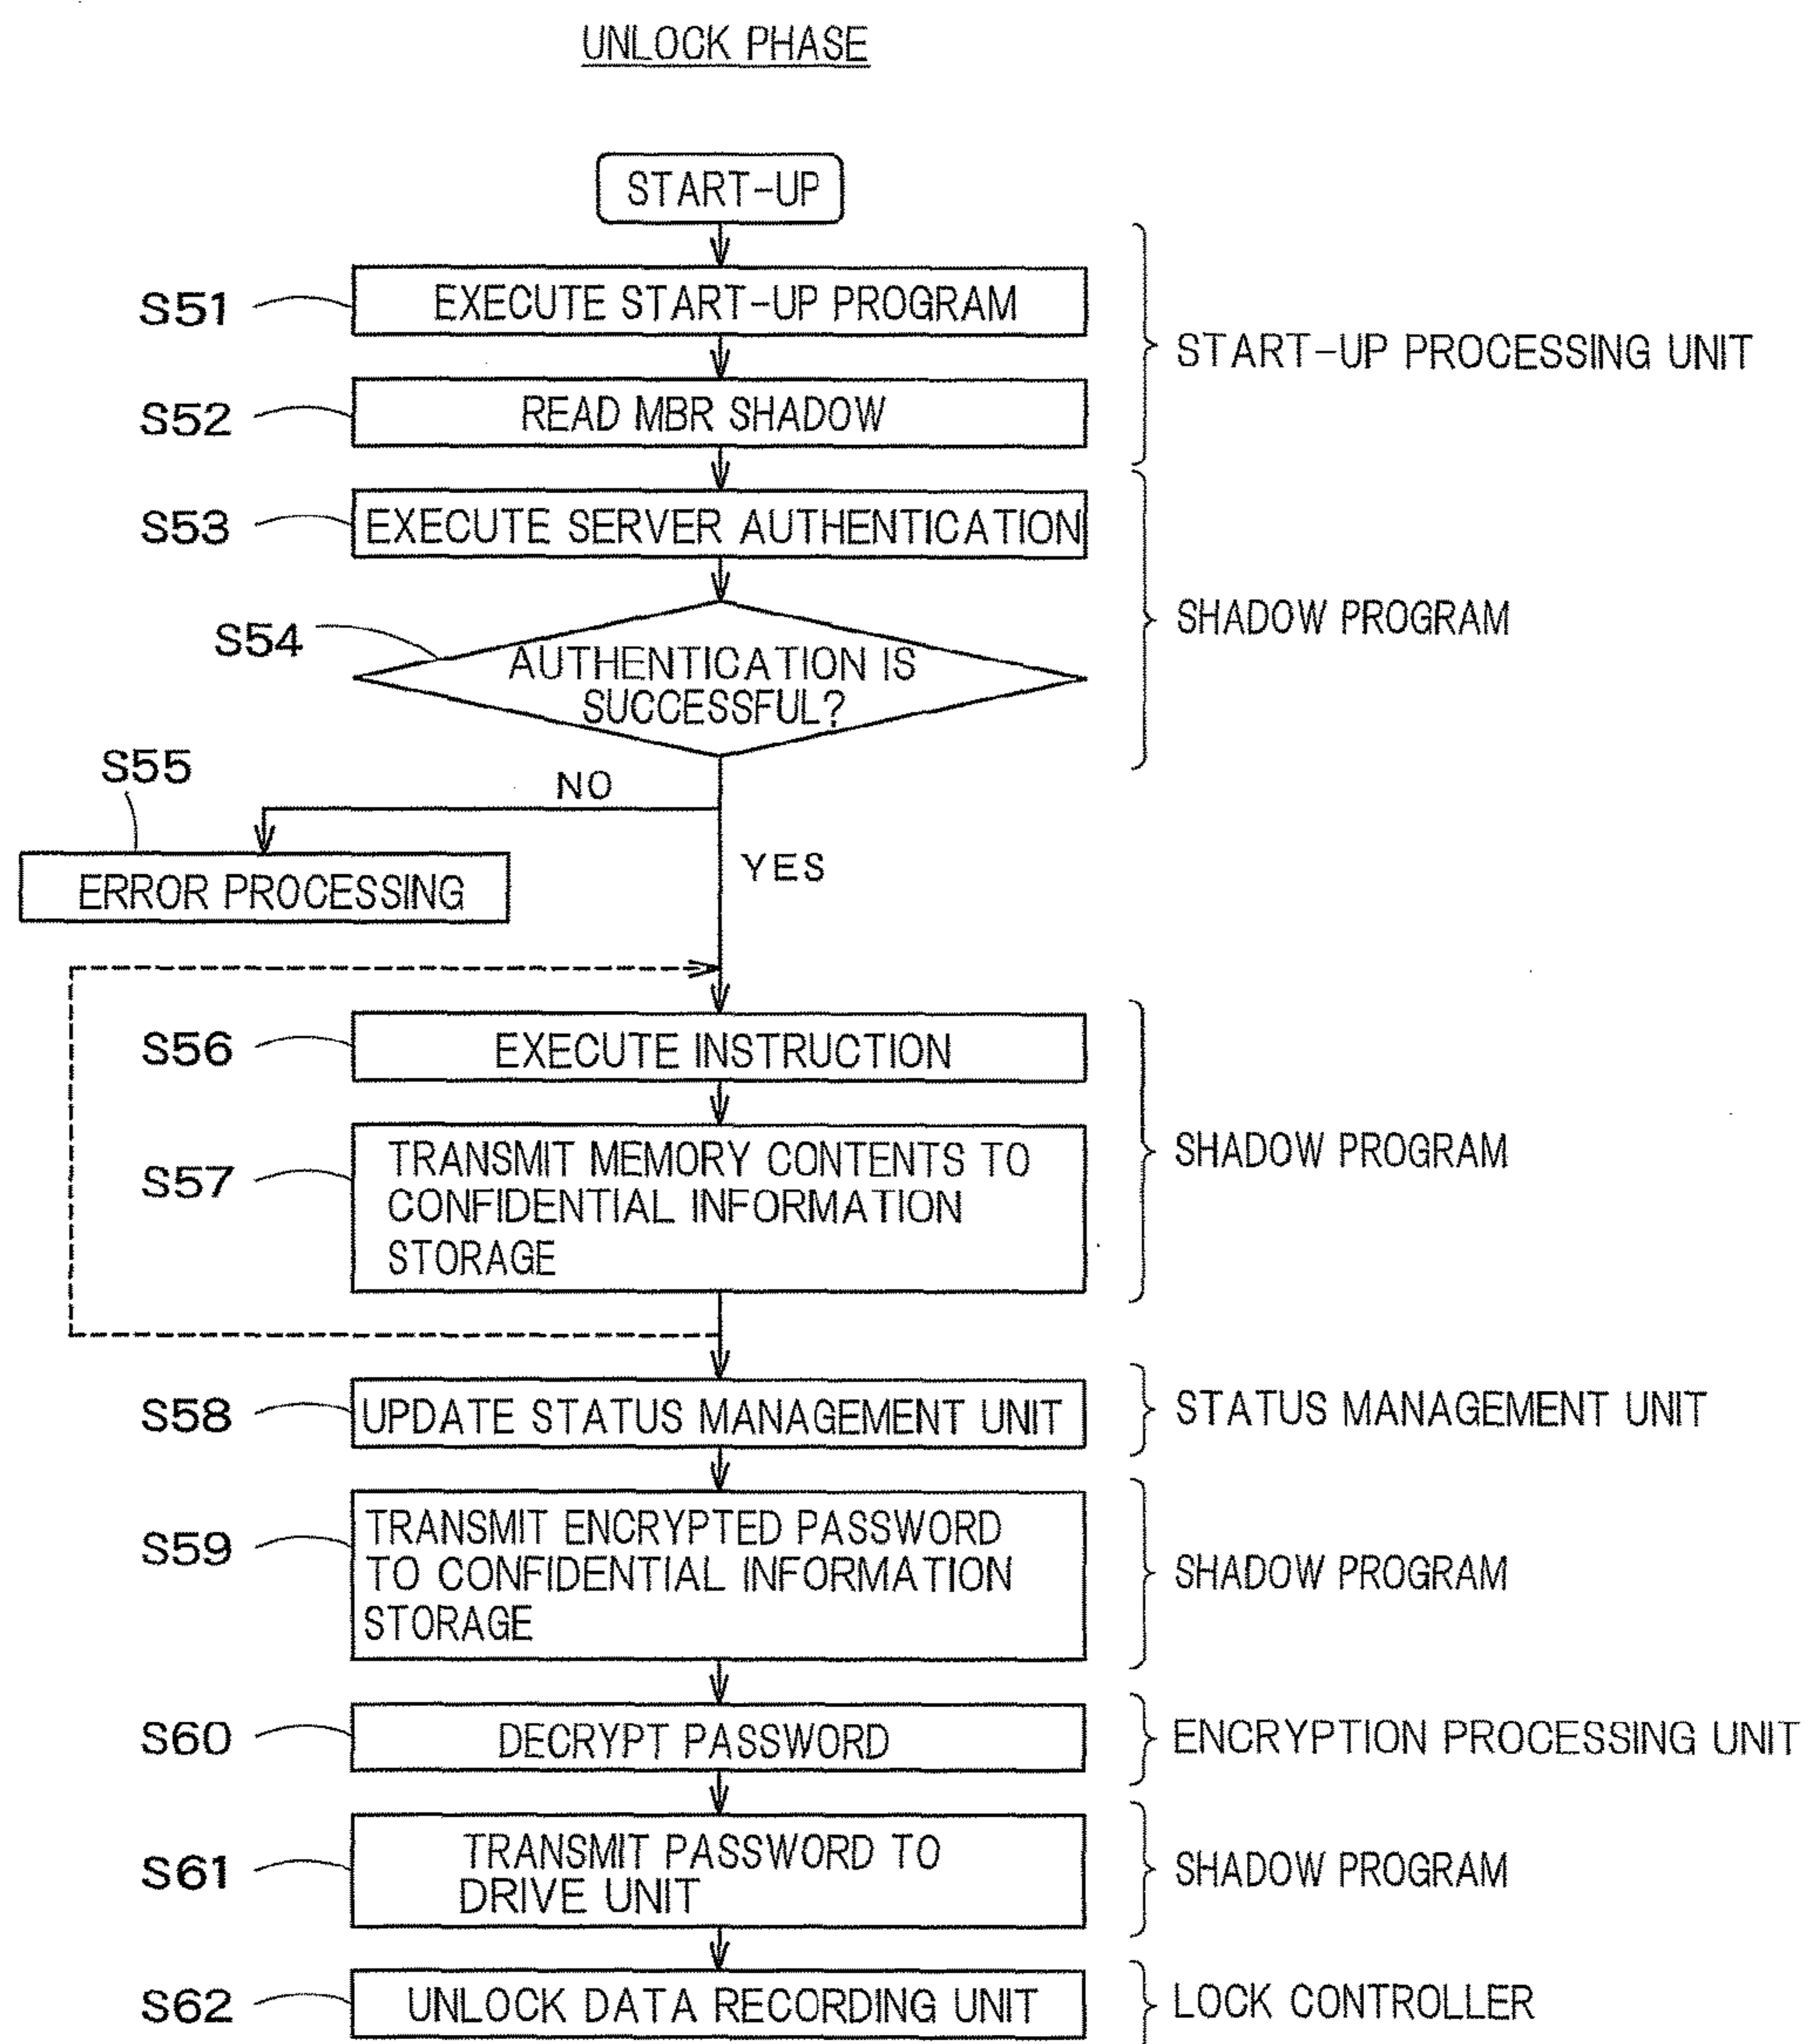 UNLOCK PHASE
START-UP
S51
EXECUTE START-UP PROGRAM
START-UP PROCESSING UNIT
S52
READ MBR SHADOW
S53
EXECUTE SERVER AUTHENTICATION
SHADOW PROGRAM
S54
AUTHENTICATION IS
SUCCESSFUL?
S55
NO
YES
ERROR PROCESSING
S56
EXECUTE INSTRUCTION
SHADOW PROGRAM
S57
TRANSMIT MEMORY CONTENTS TO
CONFIDENTIAL INFORMATION
STORAGE
S58
UPDATE STATUS MANAGEMENT UNIT
STATUS MANAGEMENT UNIT
S59
TRANSMIT ENCRYPTED PASSWORD
TO CONFIDENTIAL INFORMATION
STORAGE
SHADOW PROGRAM
S60
DECRYPT PASSWORD
ENCRYPTION PROCESSING UNIT
S61
TRANSMIT PASSWORD TO
DRIVE UNIT
SHADOW PROGRAM
S62
UNLOCK DATA RECORDING UNIT
LOCK CONTROLLER